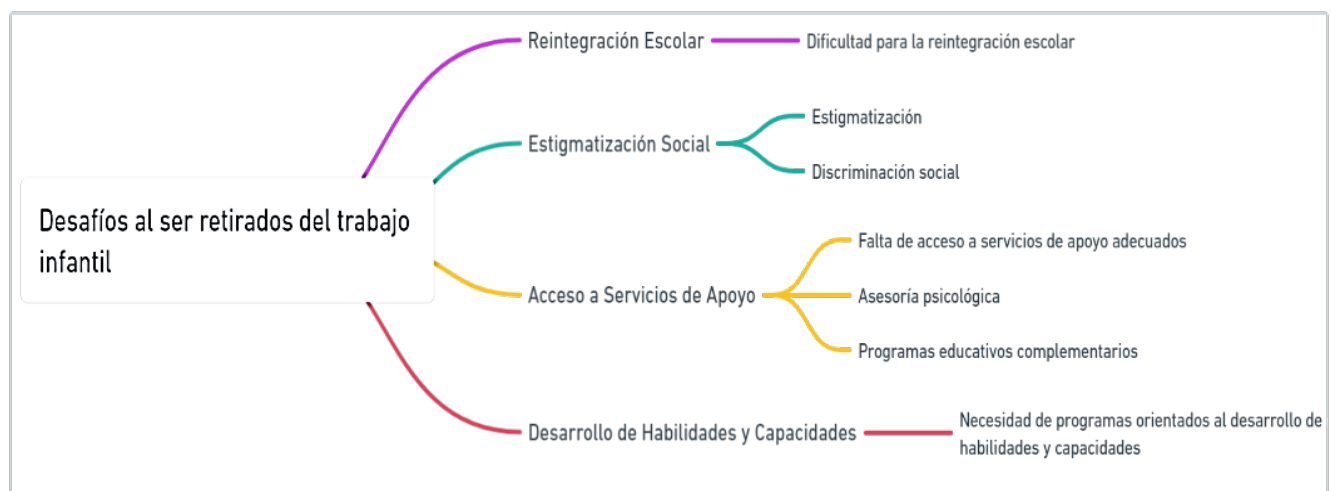 Desafíos al ser retirados del trabajo
infantil
Reintegración Escolar
Dificultad para la reintegración escolar
Estigmatización Social
Estigmatización
Discriminación social
Acceso a Servicios de Apoyo
Falta de acceso a servicios de apoyo adecuados
Asesoría psicológica
Programas educativos complementarios
Desarrollo de Habilidades y Capacidades
Necesidad de programas orientados al desarrollo de
habilidades y capacidades